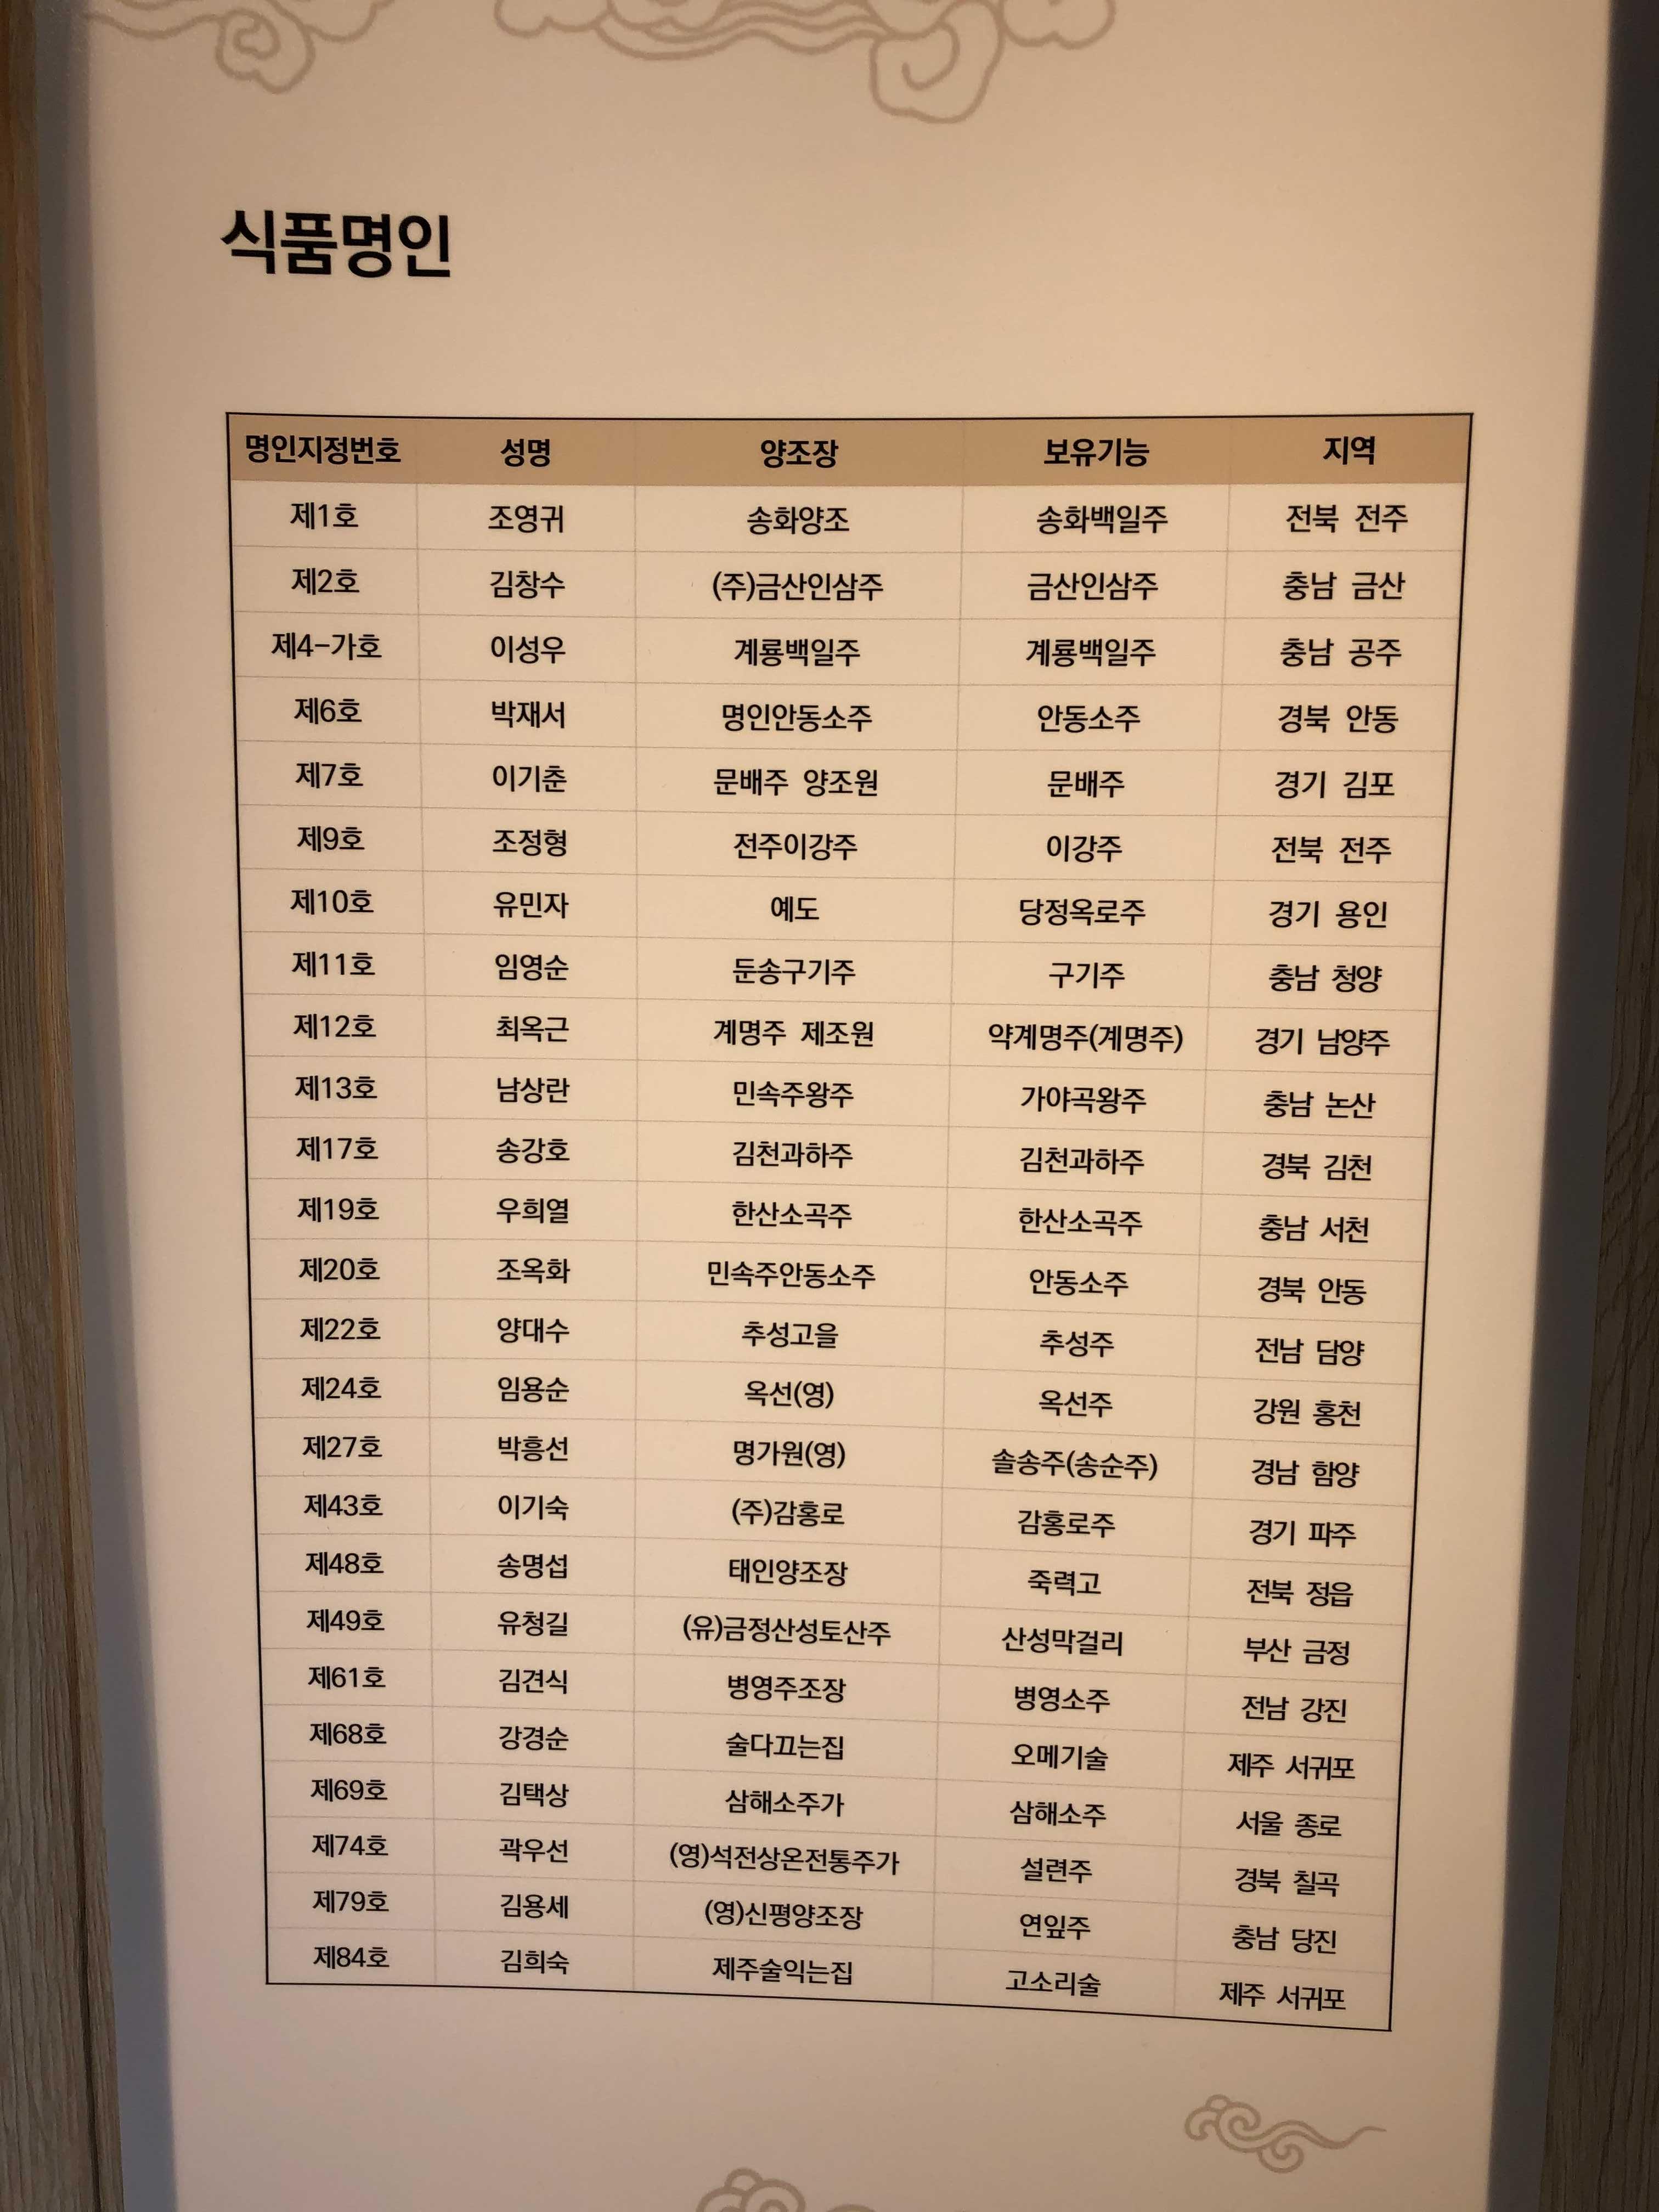 식품명인
명인지정번호 성명 양조장 보유기능 지역
제1호 조영귀 송화양조 송화백일주 전북 전주
제2호 김창수 (주)금산인삼주 금산인삼주 충남 금산
제4-가호 이성우 계룡백일주 계룡백일주 충남 공주
제6호 박재서 명인안동소주 안동소주 경북 안동
제7호 이기춘 문배주 양조원 문배주 경기 김포
제9호 조정형 전주이강주 이강주 전북 전주
제10호 유민자 예도 당정옥로주 경기 용인
제11호 임영순 둔송구기주 구기주 충남 청양
제12호 최옥근 계명주 제조원 약계명주(계명주) 경기 남양주
제13호 남상란 민속주왕주 가야곡왕주 충남 논산
제17호 송강호 김천과하주 김천과하주 경북 김천
제19호 우희열 한산소곡주 한산소곡주 충남 서천
제20호 조옥화 민속주안동소주 안동소주 경북 안동
제22호 양대수 추성고을 추성주 전남 담양
제24호 임용순 옥선(영) 옥선주 강원 홍천
제27호 박흥선 명가원(영) 솔송주(송순주) 경남 함양
제43호 이기숙 (주)감홍로 감홍로주 경기 파주
제48호 송명섭 태인양조장 죽력고 전북 정읍
제49호 유청길 (유)금정산성토산주 산성막걸리 부산 금정
제61호 김견식 병영주조장 병영소주 전남 강진
제68호 강경순 술다끄는집 오메기술 제주 서귀포
제69호 김택상 삼해소주가 삼해소주 서울 종로
제74호 곽우선 (영)석전상온전통주가 설련주 경북 칠곡
제79호 김용세 (영)신평양조장 연잎주 충남 당진
제84호 김희숙 제주술익는집 고소리술 제주 서귀포